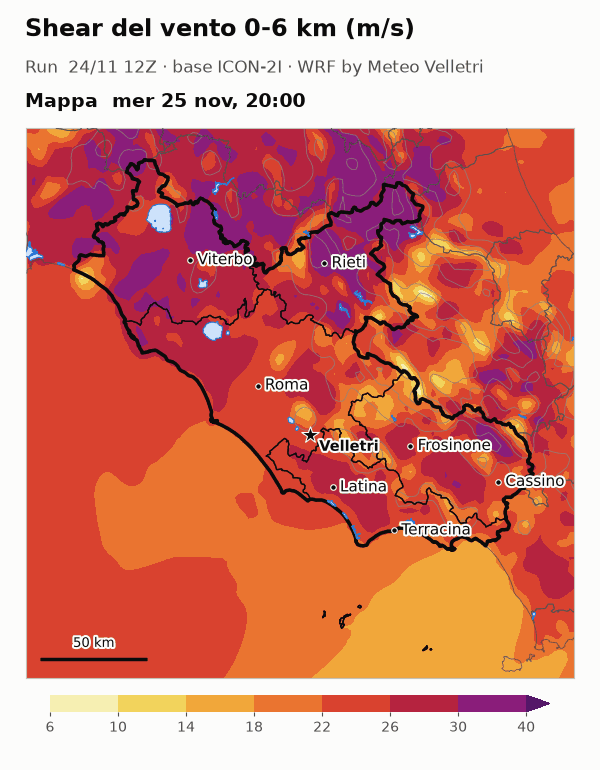 Shear del vento 0-6 km (m/s)
Run  24/11 12Z · base ICON-2I · WRF by Meteo Velletri
Mappa  mer 25 nov, 20:00
Viterbo
Rieti
Roma
Velletri
Frosinone
Latina
Cassino
Terracina
50 km
6 10 14 18 22 26 30 40